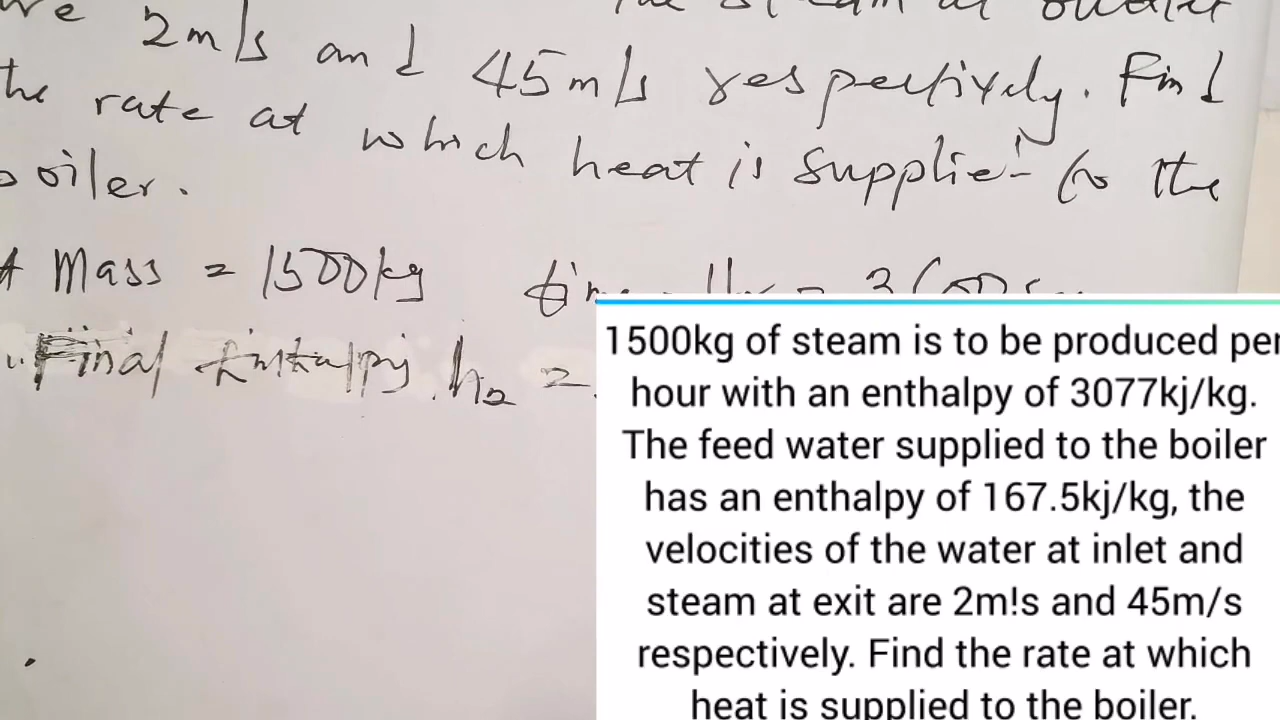 2m/s and 45m/s respectively. Find
the rate at which heat is supplied to the
oiler.
Mass = 1500kg
Final Enthalpy h₂ =
1500kg of steam is to be produced per
hour with an enthalpy of 3077kj/kg.
The feed water supplied to the boiler
has an enthalpy of 167.5kj/kg, the
velocities of the water at inlet and
steam at exit are 2m!s and 45m/s
respectively. Find the rate at which
heat is supplied to the boiler.